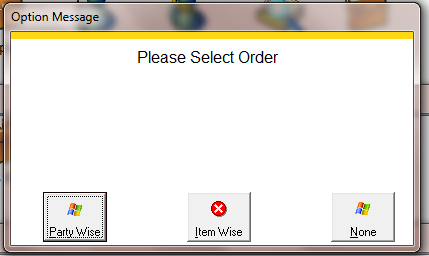 Option Message
Please Select Order
Party Wise
Item Wise
None